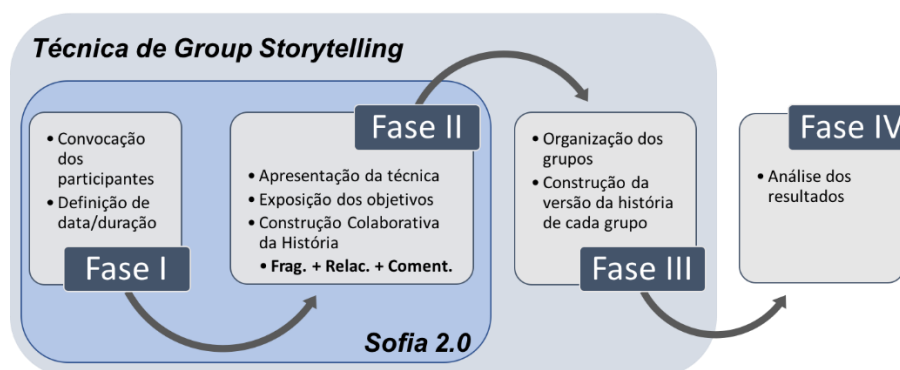 Técnica de Group Storytelling
• Convocação
dos
participantes
• Definição de
data/duração
Fase I
Fase II
• Apresentação da técnica
• Exposição dos objetivos
• Construção Colaborativa
da História
• Frag. + Relac. + Coment.
Sofia 2.0
• Organização dos
grupos
• Construção da
versão da história
de cada grupo
Fase III
Fase IV
• Análise dos
resultados